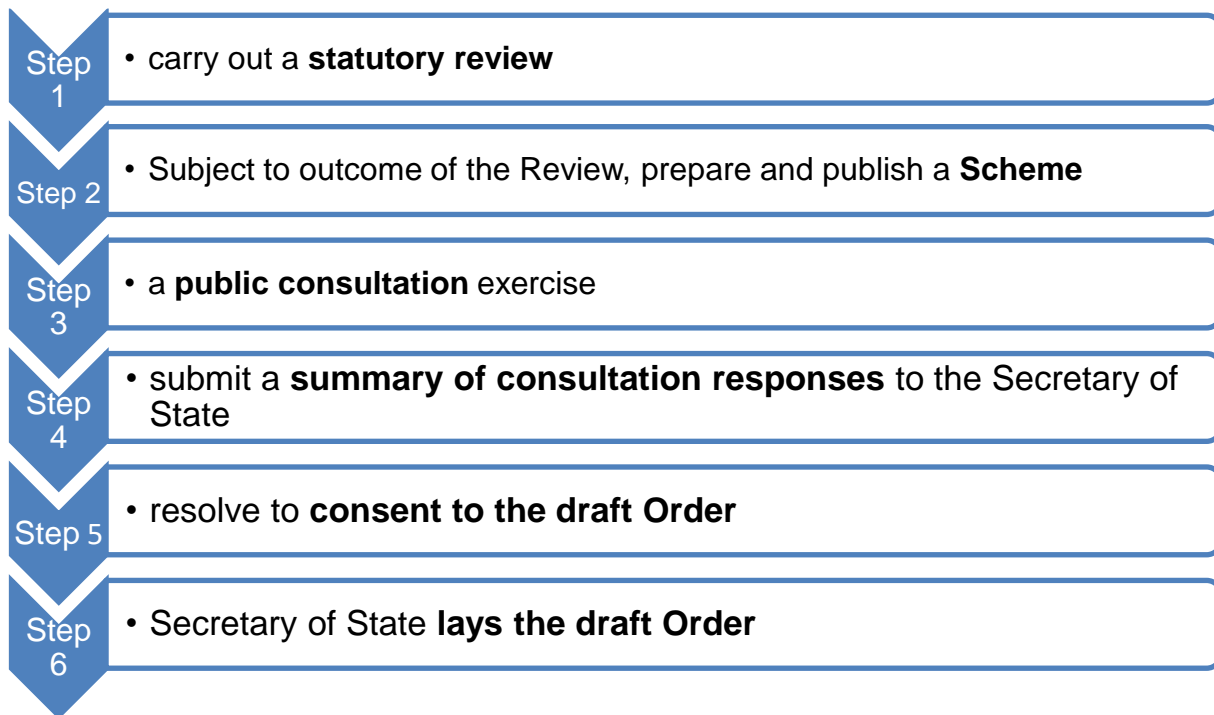 Step
1
• carry out a statutory review
Step 2
• Subject to outcome of the Review, prepare and publish a Scheme
Step
3
• a public consultation exercise
Step
4
• submit a summary of consultation responses to the Secretary of
State
Step 5
• resolve to consent to the draft Order
Step
6
• Secretary of State lays the draft Order